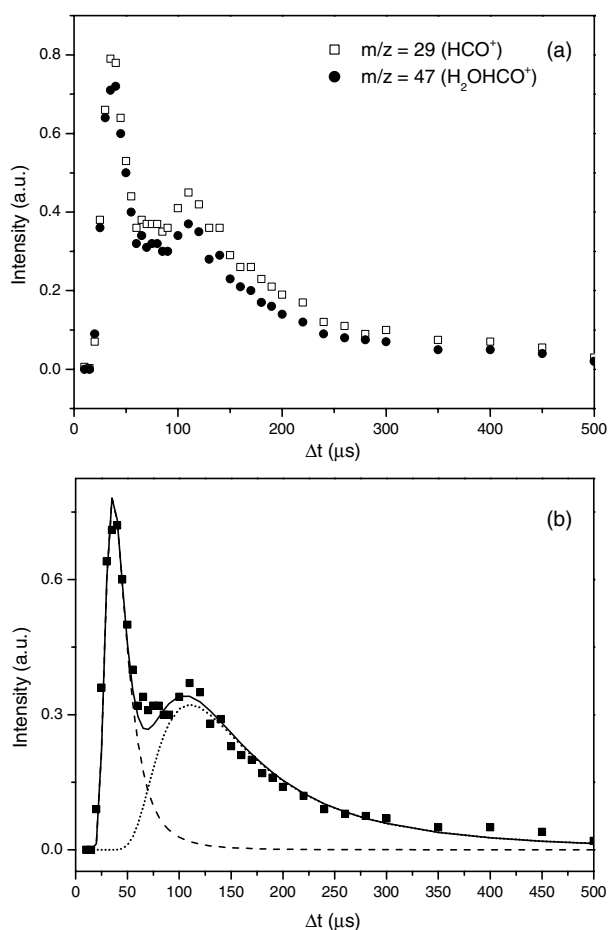 (a)
□ m/z = 29 (HCO⁺)
● m/z = 47 (H₂OHCO⁺)
Intensity (a.u.)
0.8
0.6
0.4
0.2
0.0
0 100 200 300 400 500
Δt (μs)
(b)
Intensity (a.u.)
0.6
0.3
0.0
0 50 100 150 200 250 300 350 400 450 500
Δt (μs)